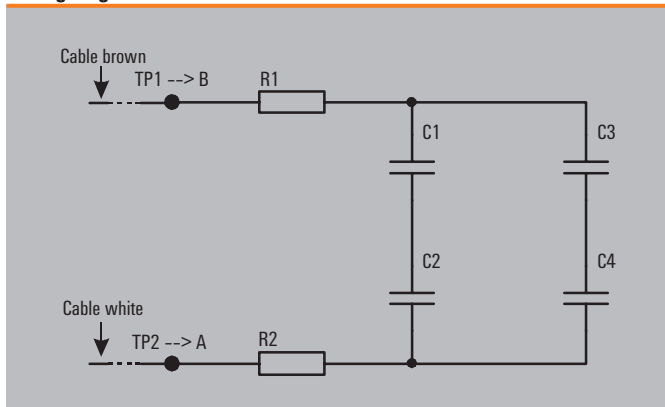 Cable brown
TP1 --> B
R1
C1
C3
C2
C4
Cable white
TP2 --> A
R2